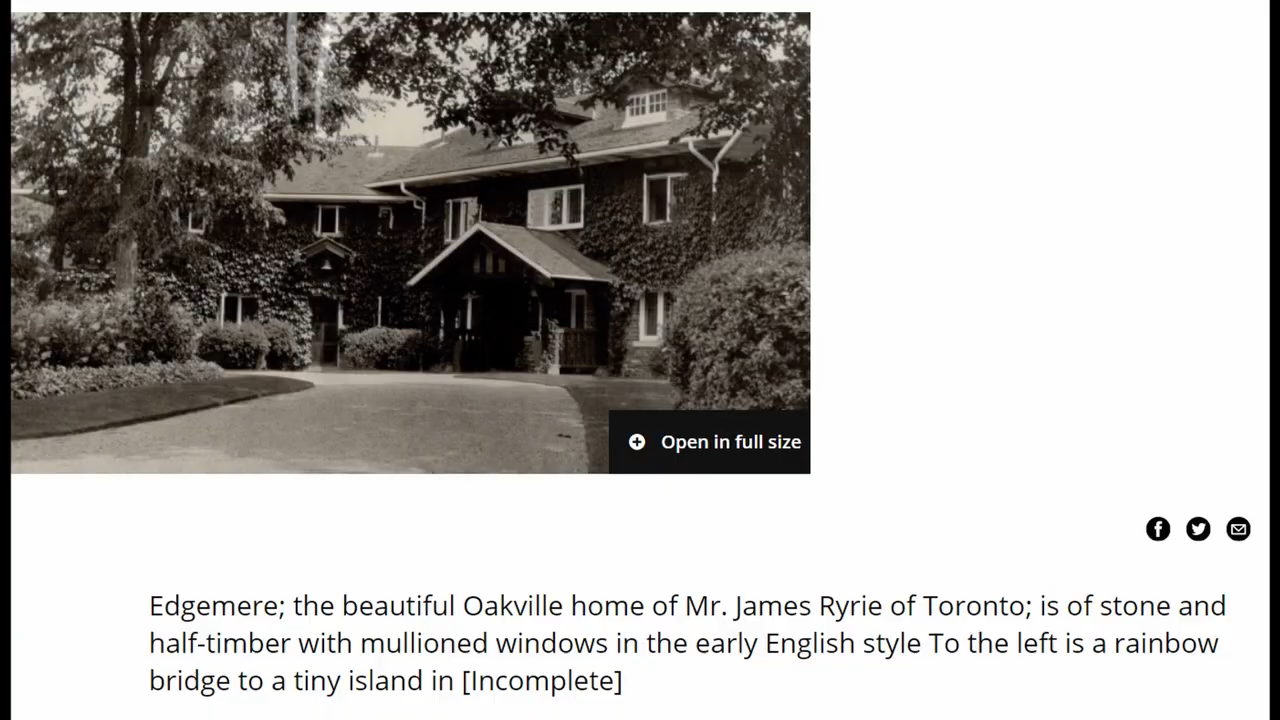 Open in full size
Edgemere; the beautiful Oakville home of Mr. James Ryrie of Toronto; is of stone and
half-timber with mullioned windows in the early English style To the left is a rainbow
bridge to a tiny island in [Incomplete]